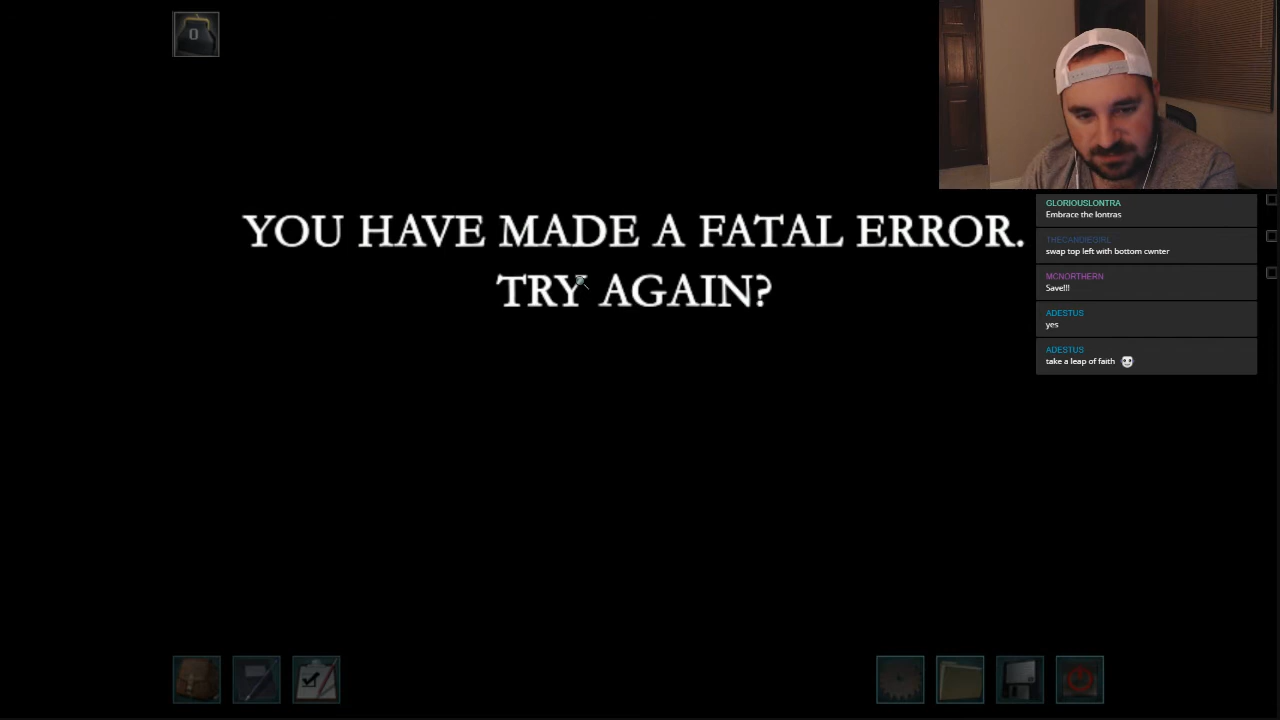 0
YOU HAVE MADE A FATAL ERROR.
TRY AGAIN?
GLORIOUSLONTRA
Embrace the lontras
THECANDIEGIRL
swap top left with bottom cwnter
MCNORTHERN
Save!!!
ADESTUS
yes
ADESTUS
take a leap of faith